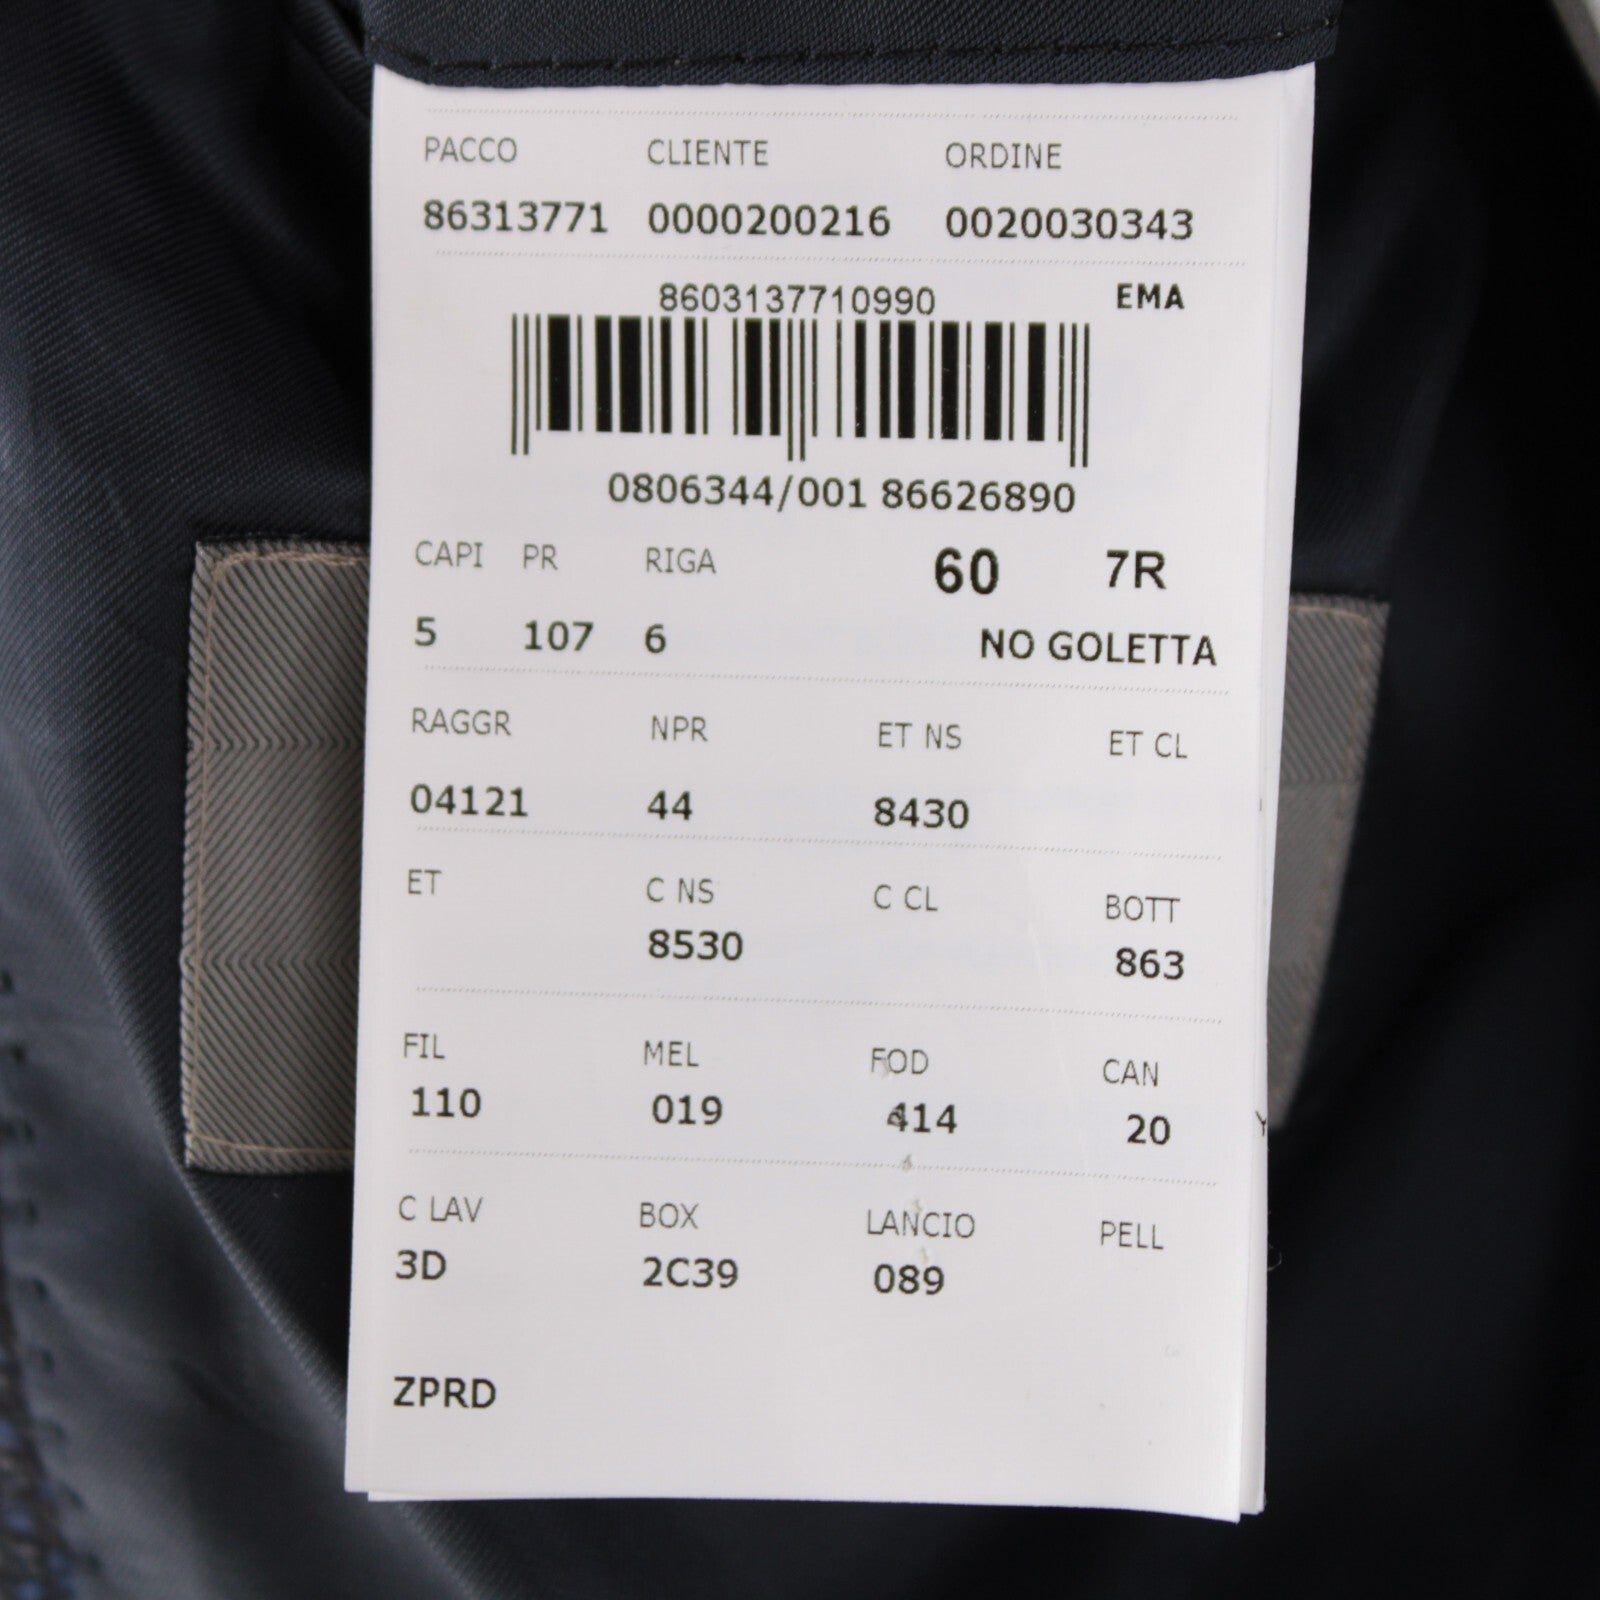 PACCO CLIENTE ORDINE
86313771 0000200216 0020030343
8603137710990 EMA
0806344/001 86626890
CAPI PR RIGA 60 7R
5 107 6 NO GOLETTA
RAGGR NPR ET NS ET CL
04121 44 8430
ET C NS C CL BOTT
8530 863
FIL MEL FOD CAN
110 019 414 20
C LAV BOX LANCIO PELL
3D 2C39 089
ZPRD